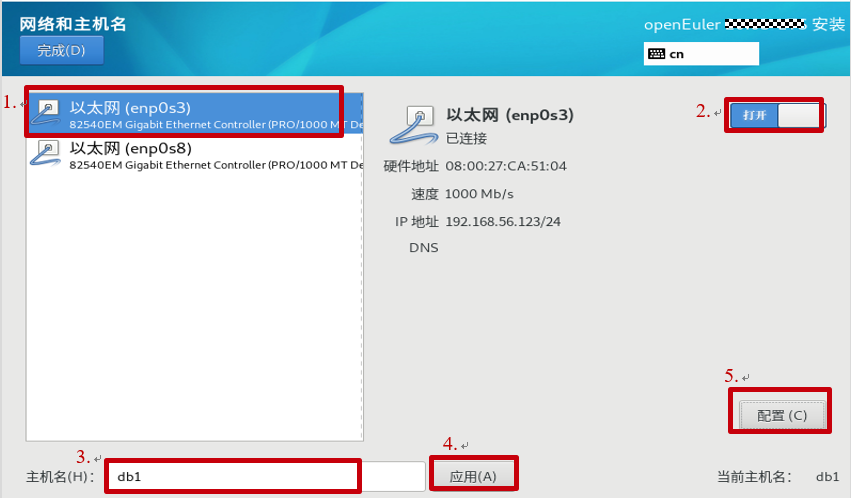 网络和主机名
完成(D)
openEuler 安装
cn
1.
以太网 (enp0s3)
82540EM Gigabit Ethernet Controller (PRO/1000 MT De
以太网 (enp0s8)
82540EM Gigabit Ethernet Controller (PRO/1000 MT De
以太网 (enp0s3)
已连接
2.
打开
硬件地址 08:00:27:CA:51:04
速度 1000 Mb/s
IP 地址 192.168.56.123/24
DNS
5.
配置 (C)
3.
4.
主机名(H)： db1
应用(A)
当前主机名： db1